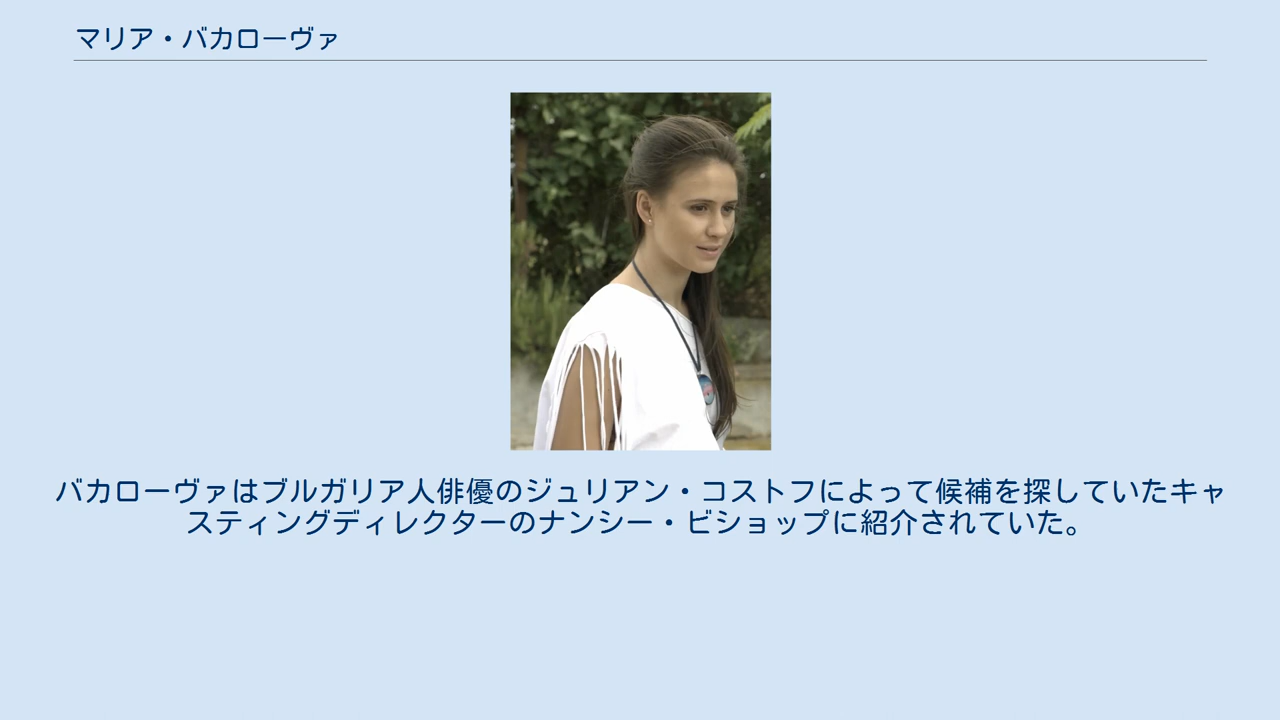 マリア・バカローヴァ
バカローヴァはブルガリア人俳優のジュリアン・コストフによって候補を探していたキャ
スティングディレクターのナンシー・ビショップに紹介されていた。